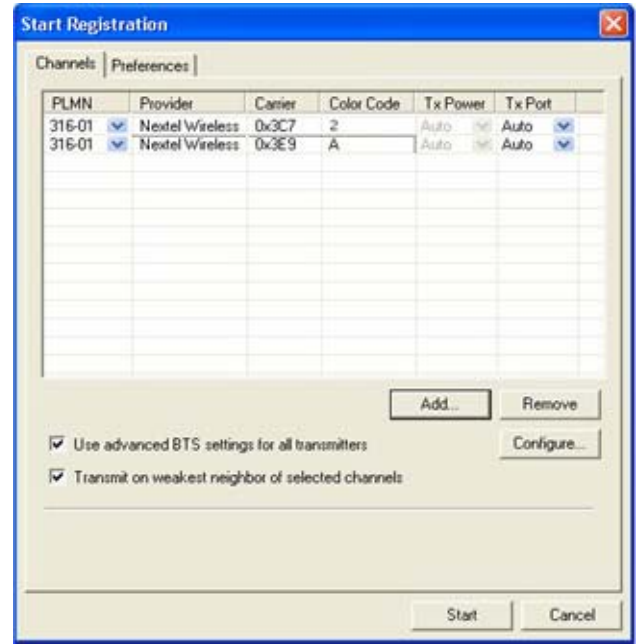 Start Registration
Channels Preferences
PLMN Provider Carrier Color Code Tx Power Tx Port
316-01 Nextel Wireless 0x3C7 2 Auto Auto
316-01 Nextel Wireless 0x3E9 A Auto Auto
Add... Remove
Use advanced BTS settings for all transmitters Configure...
Transmit on weakest neighbor of selected channels
Start Cancel